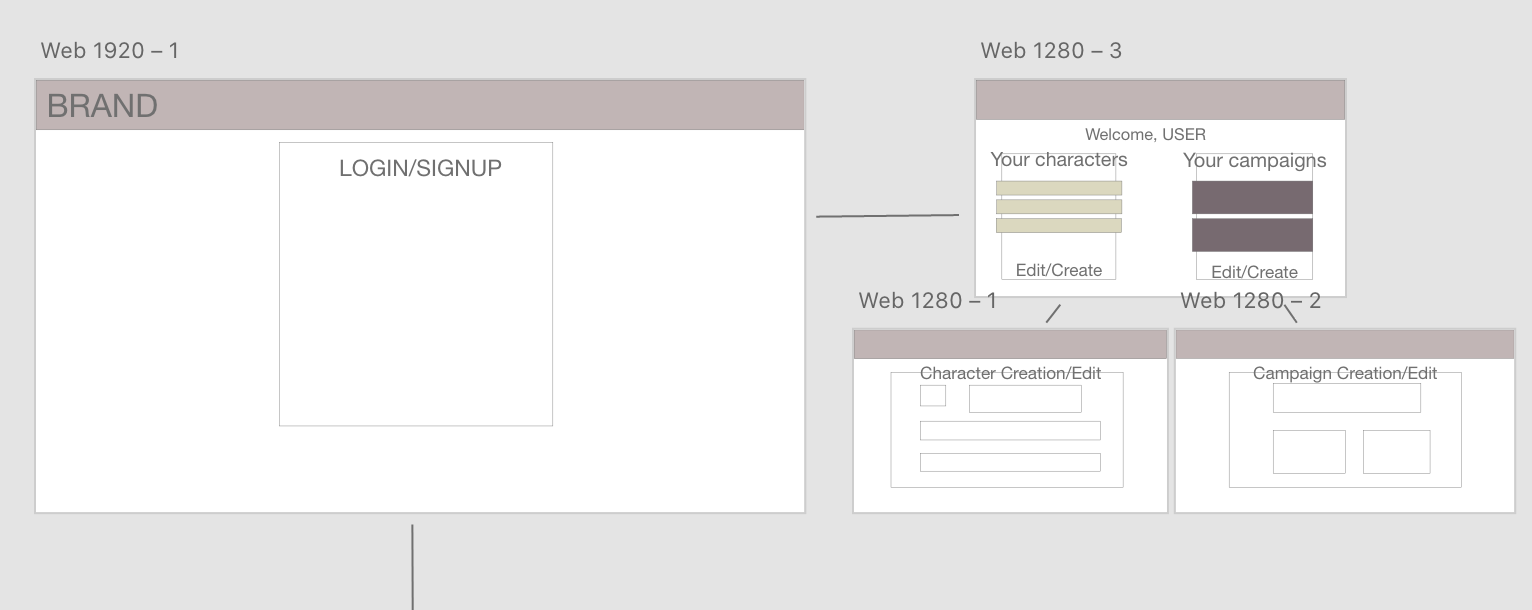 Web 1920 – 1
BRAND
LOGIN/SIGNUP
Web 1280 – 3
Welcome, USER
Your characters
Edit/Create
Your campaigns
Edit/Create
Web 1280 – 1
Character Creation/Edit
Web 1280 – 2
Campaign Creation/Edit